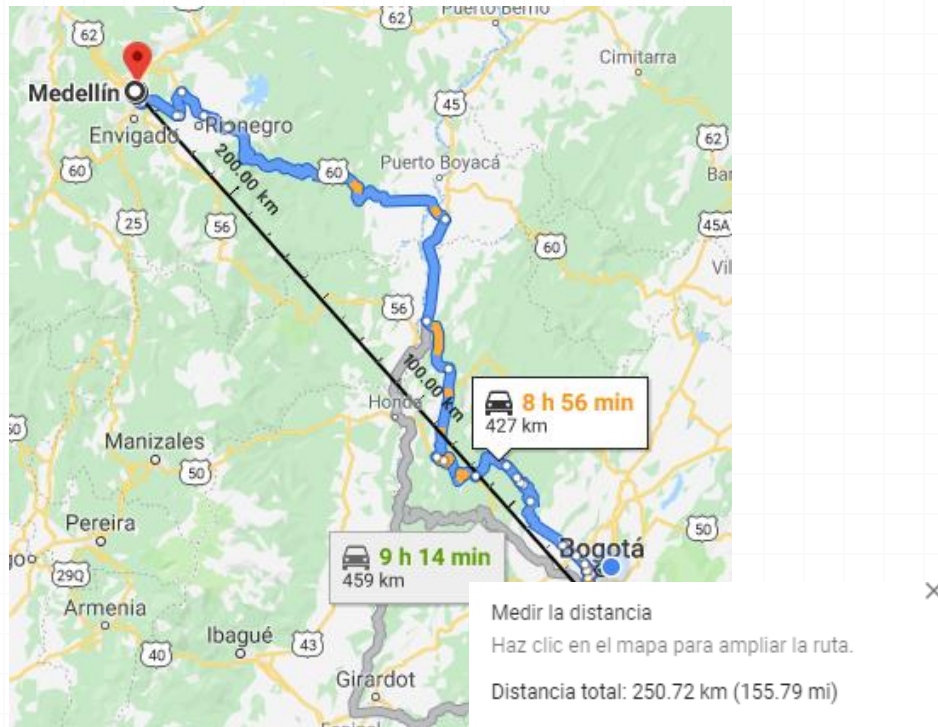 Puerto Berrío
62
62
Cimitarra
Medellín
45
Envigado
Rionegro
62
60
200.00 km
60
Puerto Boyacá
Bar
25
56
45A
60
Vil
56
100.00 km
Honda
8 h 56 min
427 km
50
Manizales
50
Pereira
50
9 h 14 min
459 km
Bogotá
29Q
Armenia
Ibagué
43
40
Girardot
Medir la distancia
Haz clic en el mapa para ampliar la ruta.
Distancia total: 250.72 km (155.79 mi)